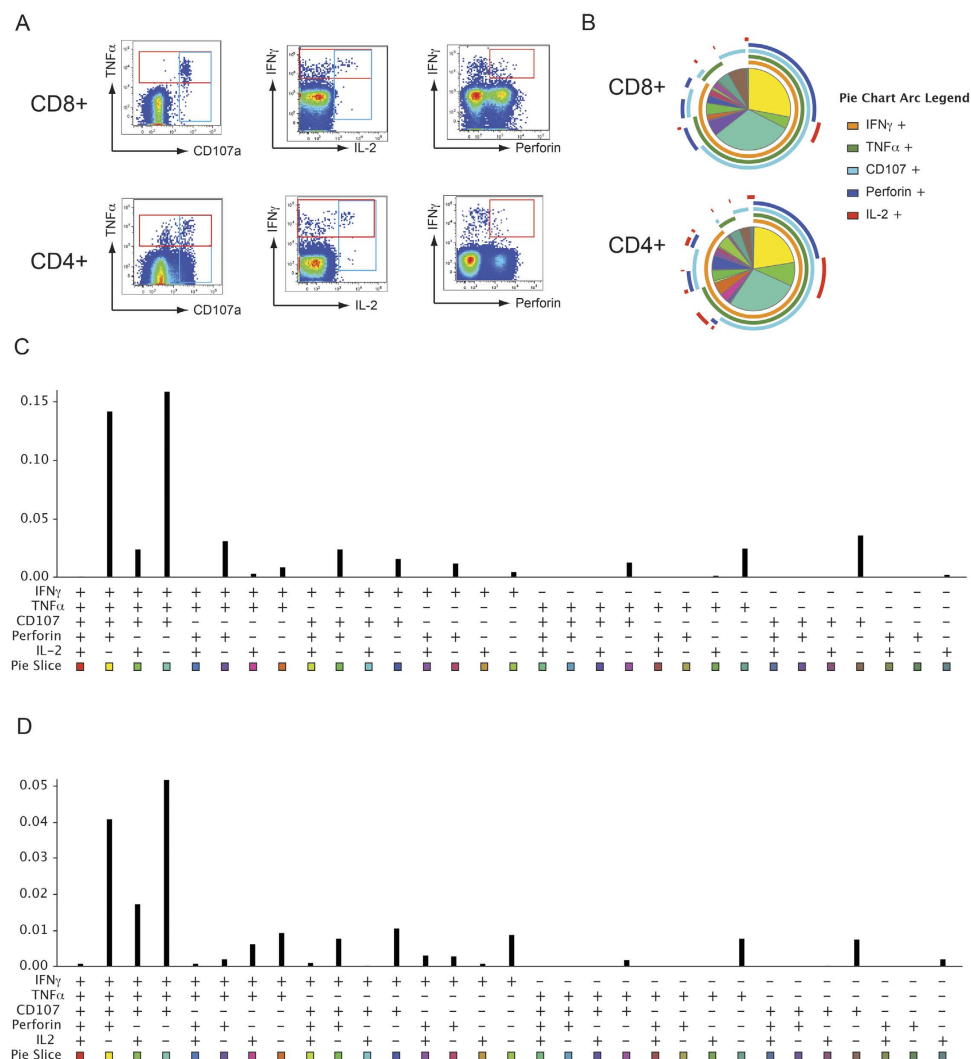 A
B
TNFα
IFNγ
IFNγ
CD8+
CD107a
IL-2
Perforin
CD8+
Pie Chart Arc Legend
IFNγ +
TNFα +
CD107 +
Perforin +
IL-2 +
TNFα
IFNγ
IFNγ
CD4+
CD107a
IL-2
Perforin
CD4+
C
0.15
0.10
0.05
0.00
IFNγ + + + + + + + + + + + + + + + + − − − − − − − − − − − − − − −
TNFα + + + + + + + + − − − − − − − − + + + + + + + + − − − − − − −
CD107 + + + + − − − − + + + + − − − − + + + + − − − − + + + + − − −
Perforin + + − − + + − − + + − − + + − − + + − − + + − − + + − − + + −
IL-2 + − + − + − + − + − + − + − + − + − + − + − + − + − + − + − +
Pie Slice
D
0.05
0.04
0.03
0.02
0.01
0.00
IFNγ + + + + + + + + + + + + + + + + − − − − − − − − − − − − − − −
TNFα + + + + + + + + − − − − − − − − + + + + + + + + − − − − − − −
CD107 + + + + − − − − + + + + − − − − + + + + − − − − + + + + − − −
Perforin + + − − + + − − + + − − + + − − + + − − + + − − + + − − + + −
IL2 + − + − + − + − + − + − + − + − + − + − + − + − + − + − + − +
Pie Slice